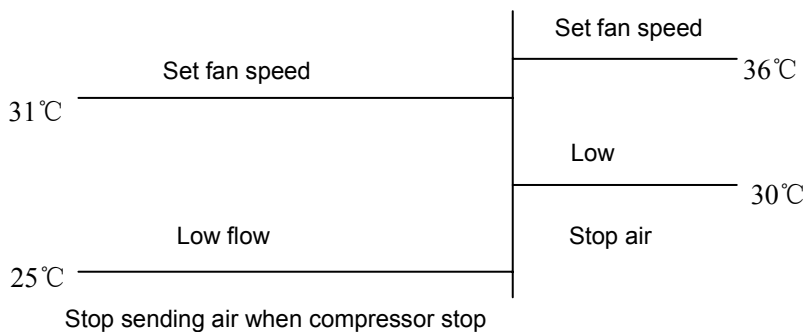 Set fan speed
Set fan speed
36℃
31℃
Low
30℃
Low flow
Stop air
25℃
Stop sending air when compressor stop